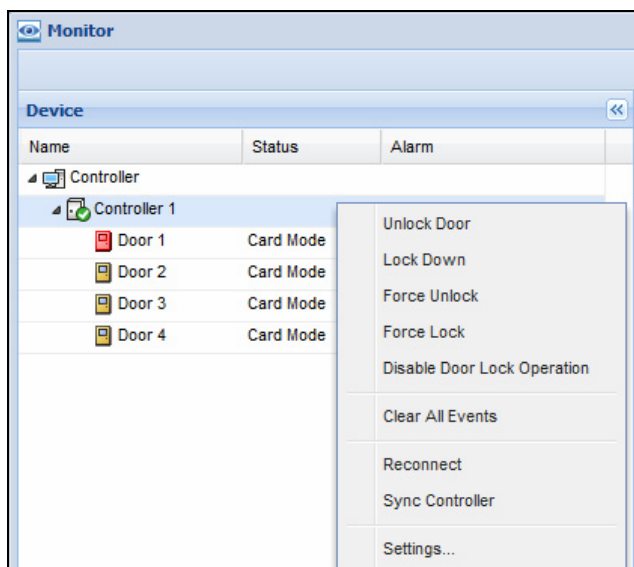 Monitor
Device
Name Status Alarm
Controller
Controller 1
Door 1 Card Mode
Door 2 Card Mode
Door 3 Card Mode
Door 4 Card Mode
Unlock Door
Lock Down
Force Unlock
Force Lock
Disable Door Lock Operation
Clear All Events
Reconnect
Sync Controller
Settings...